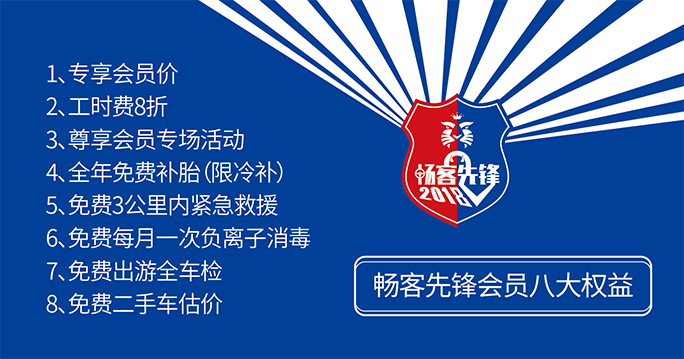 1、专享会员价
2、工时费8折
3、尊享会员专场活动
4、全年免费补胎（限冷补）
5、免费3公里内紧急救援
6、免费每月一次负离子消毒
7、免费出游全车检
8、免费二手车估价
畅客先锋
2018
畅客先锋会员八大权益